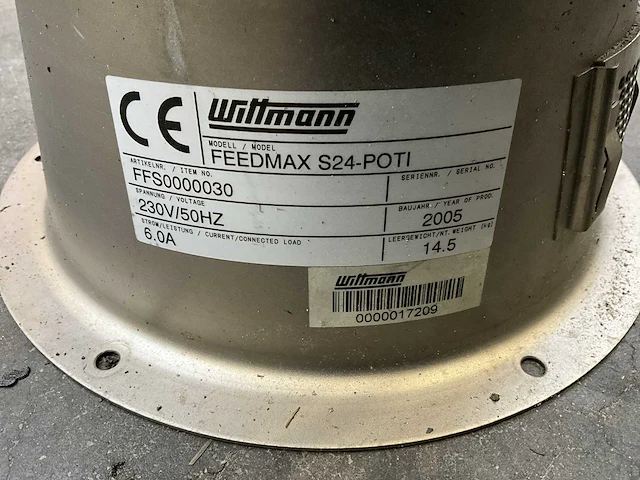 CE
Wittmann
MODELL / MODEL
FEEDMAX S24-POTI
ARTIKELNR. / ITEM NO.
FFS0000030
SERIENNR. / SERIAL NO.
SPANNUNG / VOLTAGE
230V/50HZ
BAUJAHR / YEAR OF PROD.
2005
STROM/LEISTUNG / CURRENT/CONNECTED LOAD
6.0A
LEERGEWICHT/NT. WEIGHT (kg)
14.5
Wittmann
0000017209